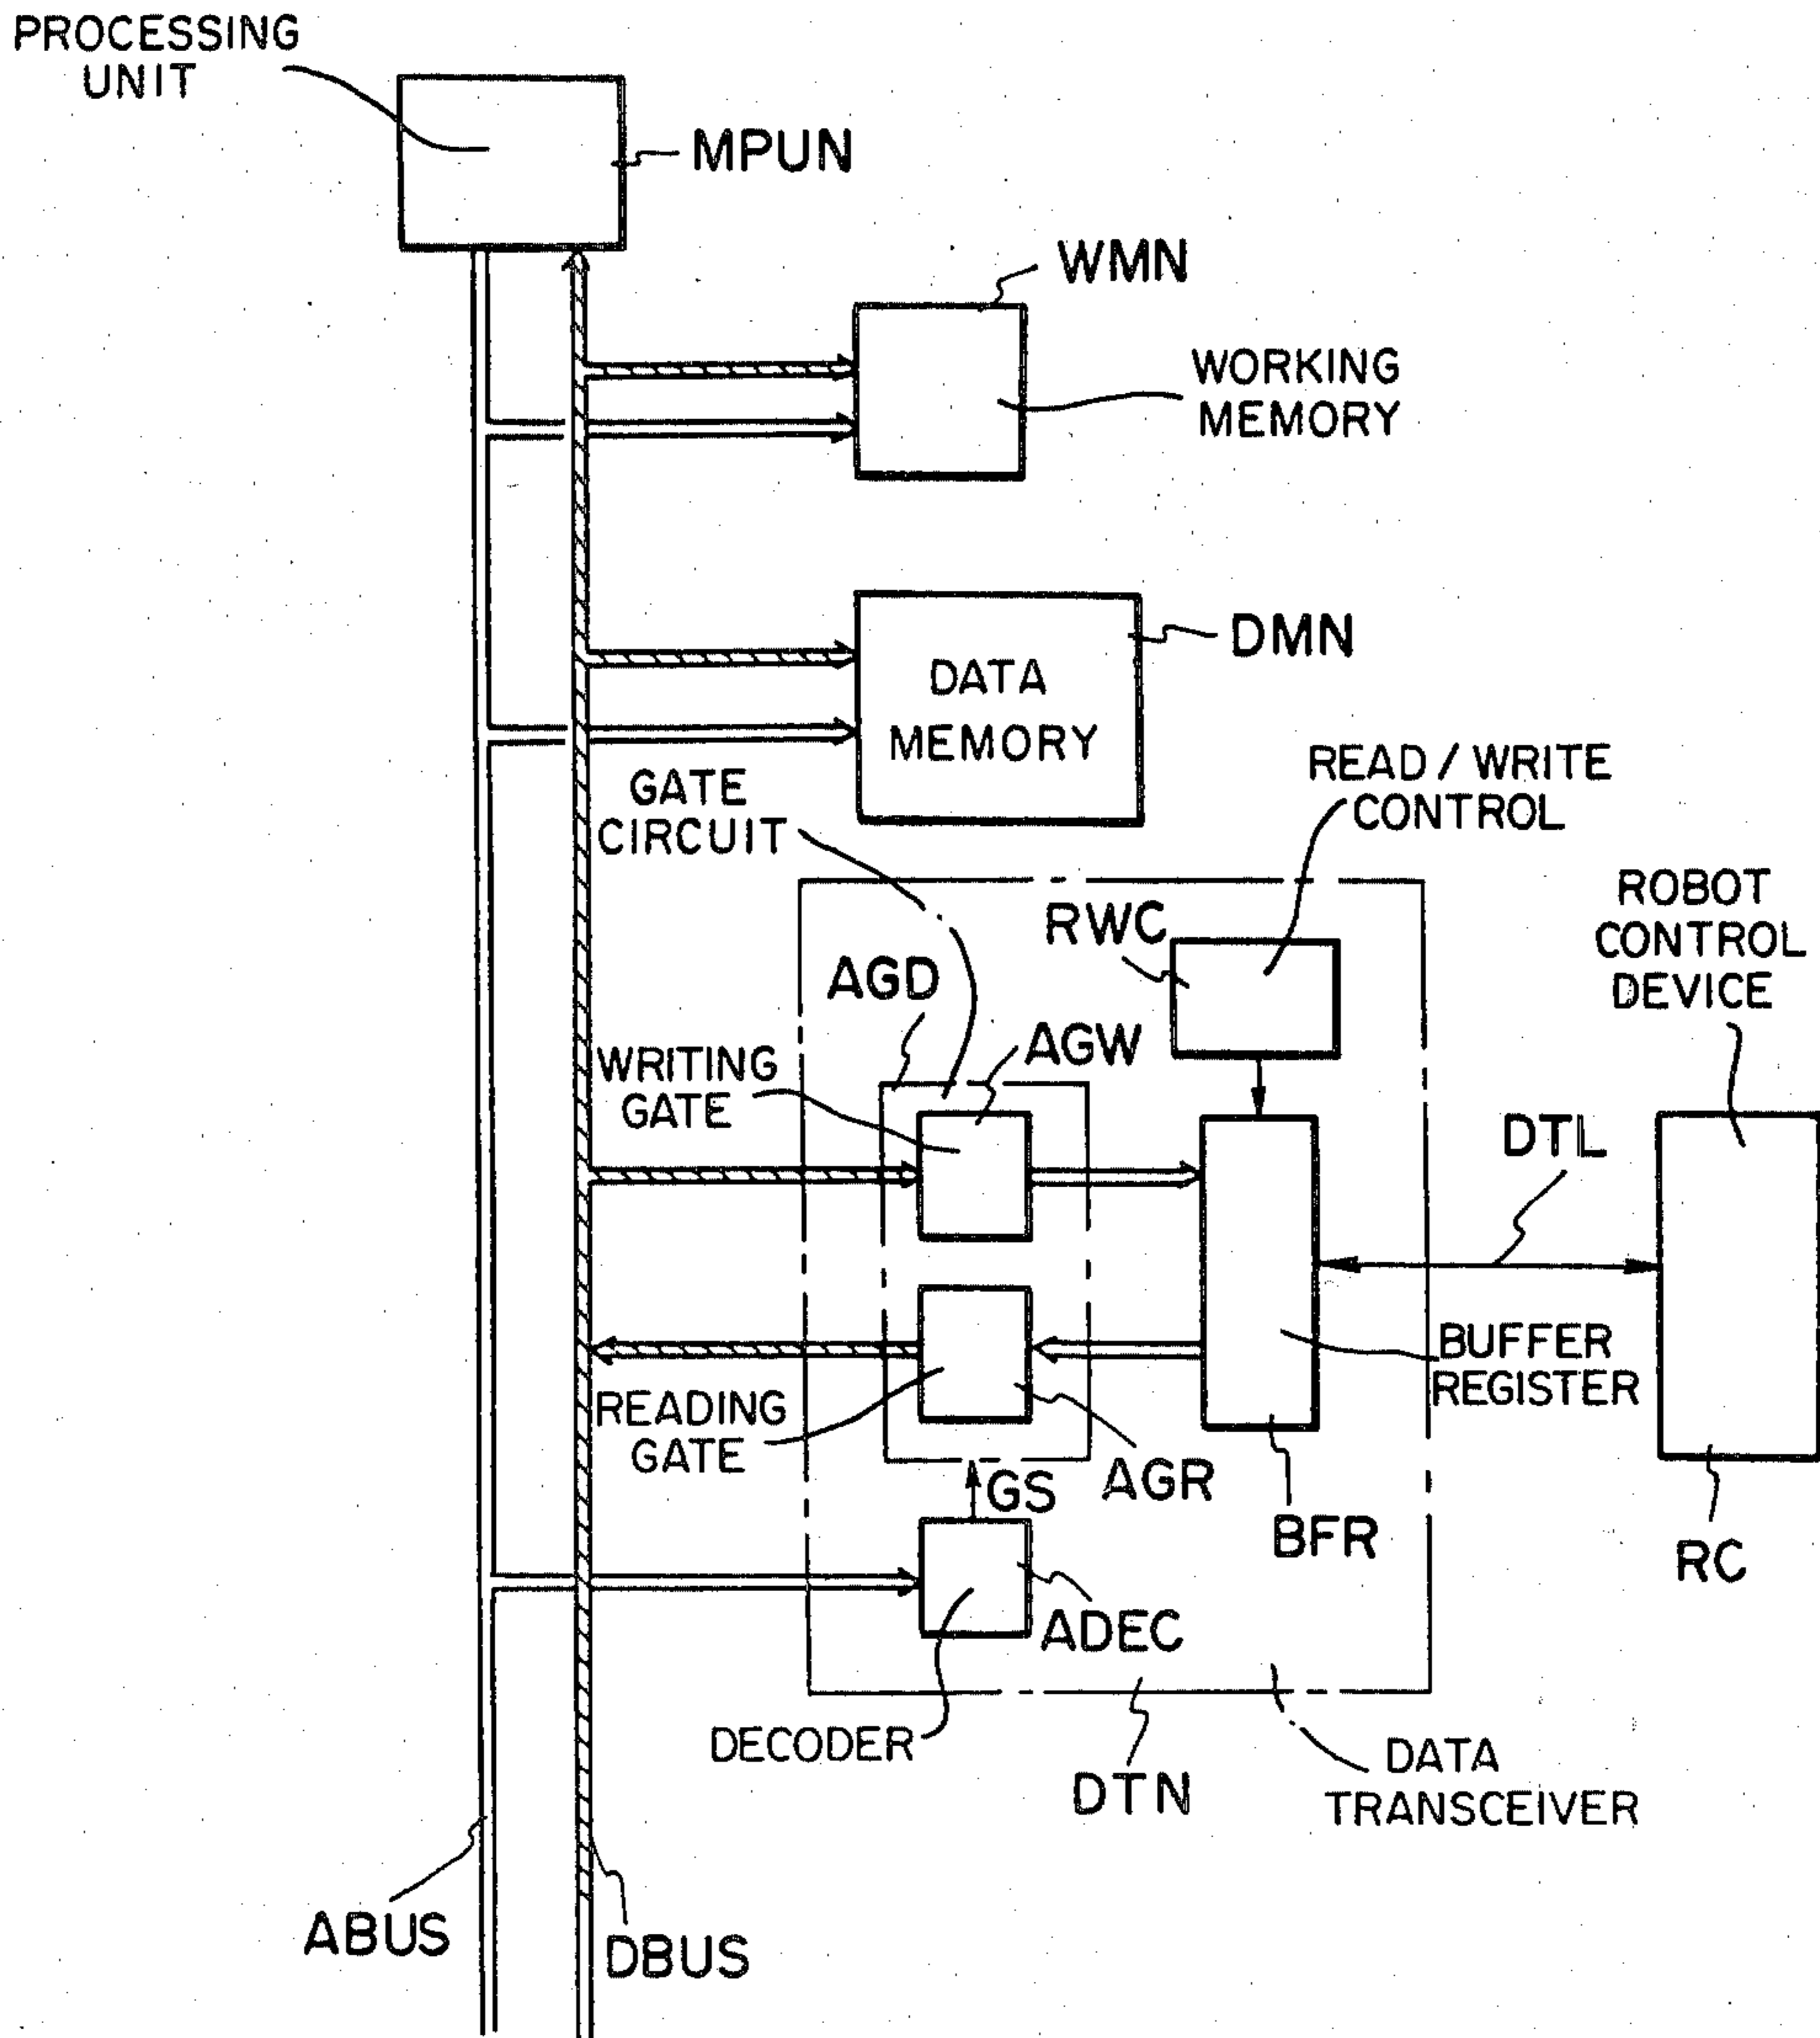 PROCESSING
UNIT
MPUN
WMN
WORKING
MEMORY
DMN
DATA
MEMORY
GATE
CIRCUIT
READ / WRITE
CONTROL
ROBOT
CONTROL
DEVICE
RWC
AGD
AGW
WRITING
GATE
DTL
BUFFER
REGISTER
READING
GATE
AGR
GS
BFR
RC
ADEC
DECODER
DTN
DATA
TRANSCEIVER
ABUS
DBUS